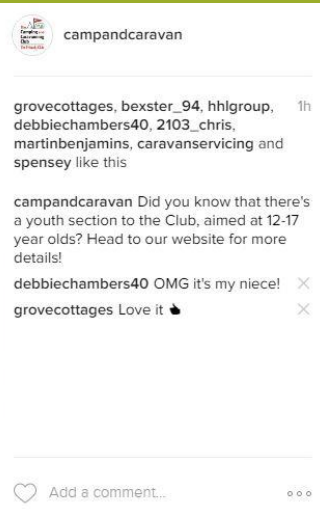 campandcaravan
grovecottages, bexster_94, hhlgroup, 1h
debbiechambers40, 2103_chris,
martinbenjamins, caravanservicing and
spensey like this
campandcaravan Did you know that there's
a youth section to the Club, aimed at 12-17
year olds? Head to our website for more
details!
debbiechambers40 OMG it's my niece!
grovecottages Love it
Add a comment...